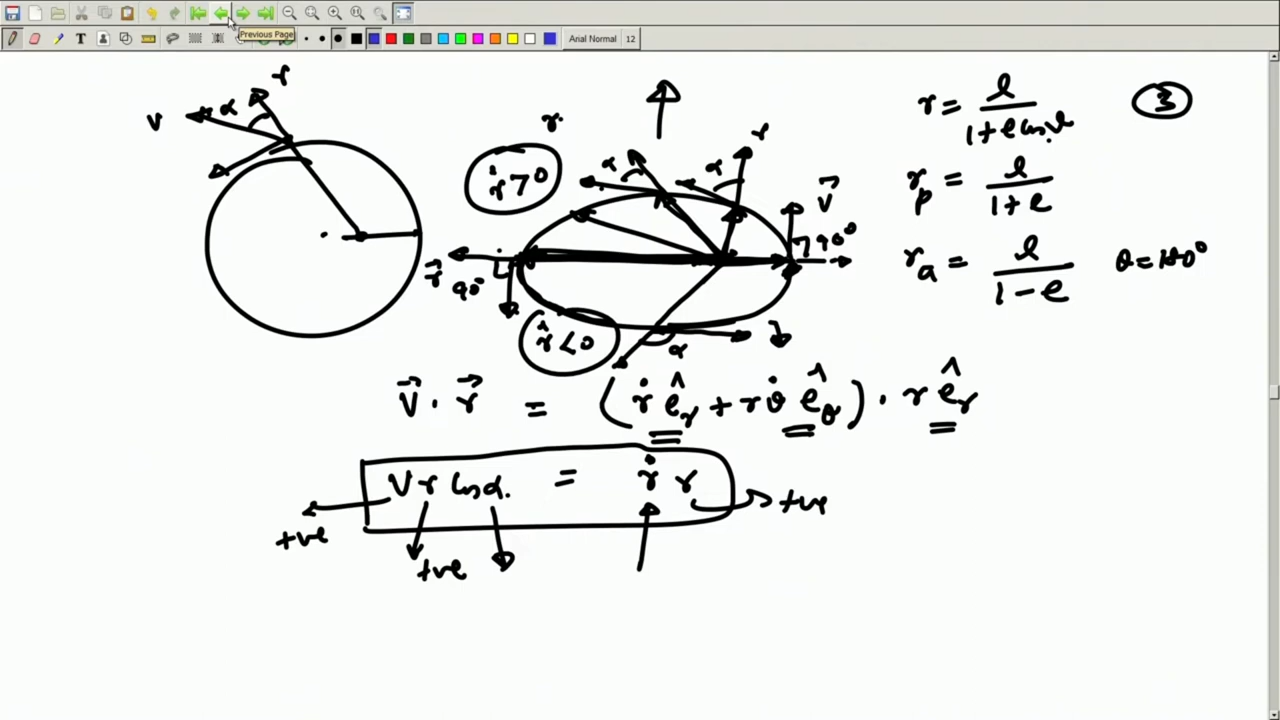 Previous Page
T
Arial Normal 12
r
α
v
r = l / (1 + e cos θ)
3
r
r
α
α
ṙ > 0
r_p = l / (1 + e)
v⃗
90°
r⃗
90°
r_a = l / (1 - e) θ = 180°
ṙ < 0
α
v⃗ · r⃗ = (ṙ ê_r + r θ̇ ê_θ) · r ê_r
V r cos α. = ṙ r
+ve
+ve
+ve